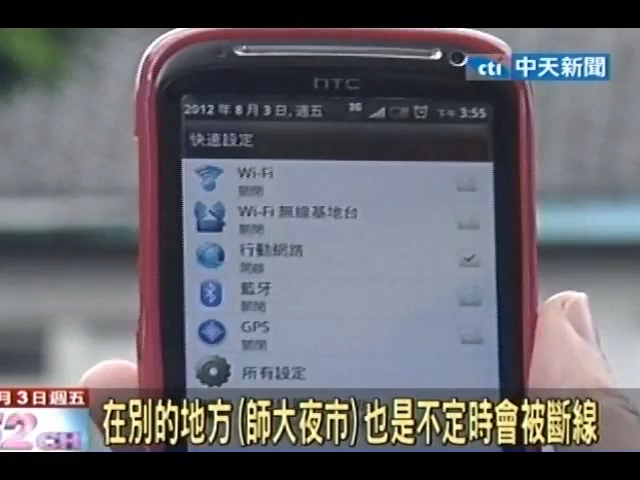 cti 中天新聞
hTC
2012 年 8 月 3 日, 週五 3G 下午 3:55
快速設定
Wi-Fi
關閉
Wi-Fi 無線基地台
關閉
行動網路
開啟
藍牙
關閉
GPS
關閉
所有設定
月 3 日週五
52CH
在別的地方(師大夜市)也是不定時會被斷線